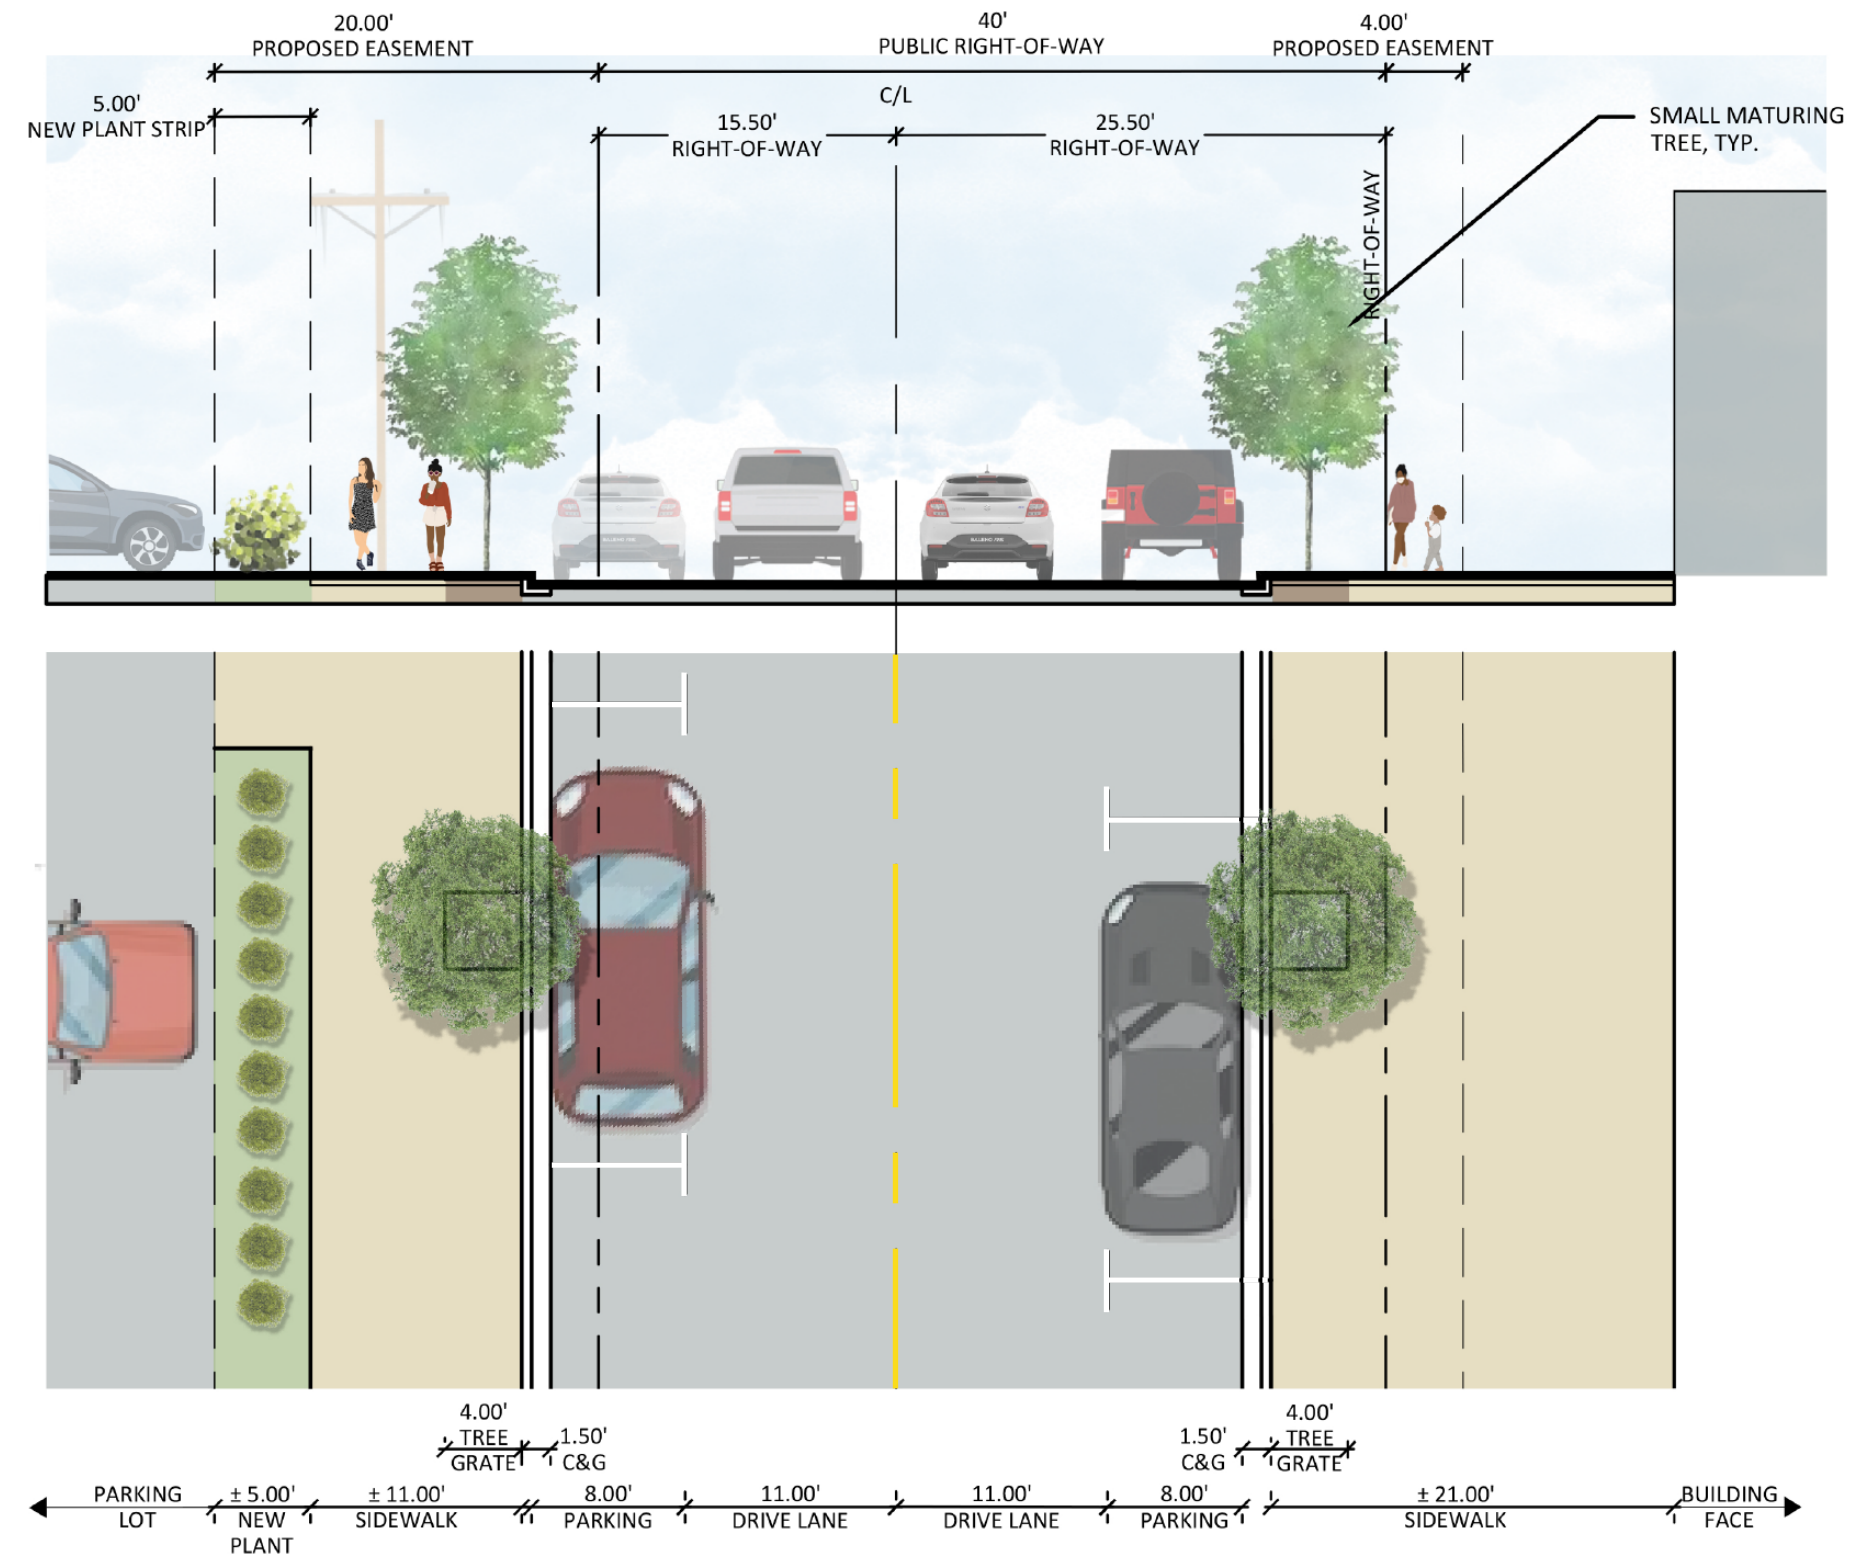 20.00'
PROPOSED EASEMENT
40'
PUBLIC RIGHT-OF-WAY
4.00'
PROPOSED EASEMENT
5.00'
NEW PLANT STRIP
C/L
15.50'
RIGHT-OF-WAY
25.50'
RIGHT-OF-WAY
SMALL MATURING
TREE, TYP.
RIGHT-OF-WAY
4.00'
TREE
GRATE
1.50'
C&G
1.50'
C&G
4.00'
TREE
GRATE
PARKING
LOT
± 5.00'
NEW
PLANT
± 11.00'
SIDEWALK
8.00'
PARKING
11.00'
DRIVE LANE
11.00'
DRIVE LANE
8.00'
PARKING
± 21.00'
SIDEWALK
BUILDING
FACE